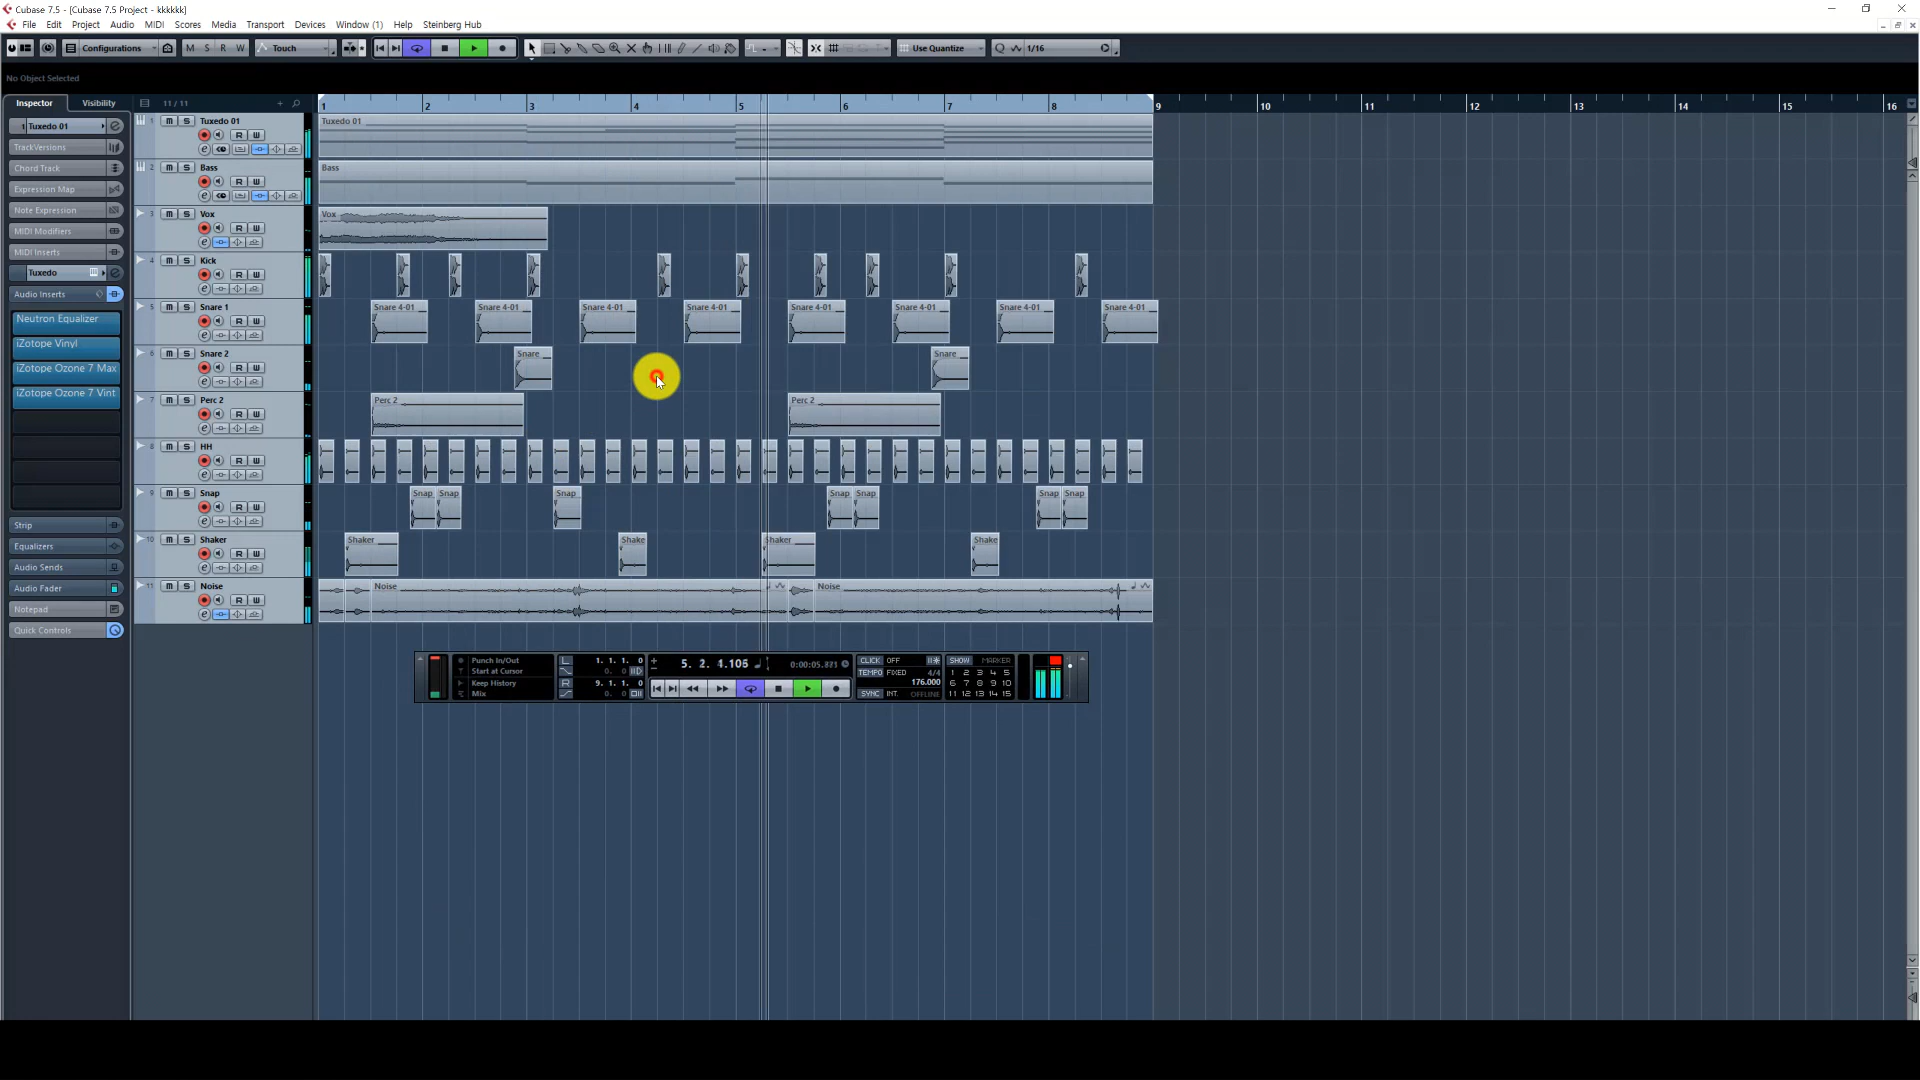 Cubase 7.5 - [Cubase 7.5 Project - kkkkkk]
File Edit Project Audio MIDI Scores Media Transport Devices Window (1) Help Steinberg Hub
Configurations M S R W Touch Use Quantize Q 1/16
No Object Selected
Inspector Visibility 11 / 11 1 2 3 4 5 6 7 8 9 10 11 12 13 14 15 16
1 Tuxedo 01
TrackVersions
Chord Track
Expression Map
Note Expression
MIDI Modifiers
MIDI Inserts
Tuxedo
Audio Inserts
Neutron Equalizer
iZotope Vinyl
iZotope Ozone 7 Max
iZotope Ozone 7 Vint
Strip
Equalizers
Audio Sends
Audio Fader
Notepad
Quick Controls
1 M S Tuxedo 01 R W
Tuxedo 01
2 M S Bass R W
Bass
3 M S Vox R W
Vox
4 M S Kick R W
5 M S Snare 1 R W
Snare 4-01 Snare 4-01 Snare 4-01 Snare 4-01 Snare 4-01 Snare 4-01 Snare 4-01 Snare 4-01
6 M S Snare 2 R W
Snare Snare
7 M S Perc 2 R W
Perc 2 Perc 2
8 M S HH R W
9 M S Snap R W
Snap Snap Snap Snap Snap Snap Snap
10 M S Shaker R W
Shaker Shake Shaker Shake
11 M S Noise R W
Noise Noise
Punch In/Out
Start at Cursor
Keep History
Mix
L 1. 1. 1. 0
0. 0
R 9. 1. 1. 0
0. 0
5. 2. 4.106 0:00:05.871
CLICK OFF
TEMPO FIXED 4/4
176.000
SYNC INT. OFFLINE
SHOW MARKER
1 2 3 4 5
6 7 8 9 10
11 12 13 14 15